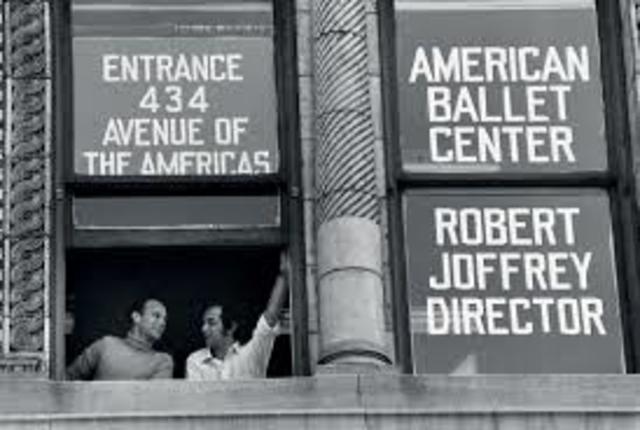 ENTRANCE
434
AVENUE OF
THE AMERICAS
AMERICAN
BALLET
CENTER
ROBERT
JOFFREY
DIRECTOR